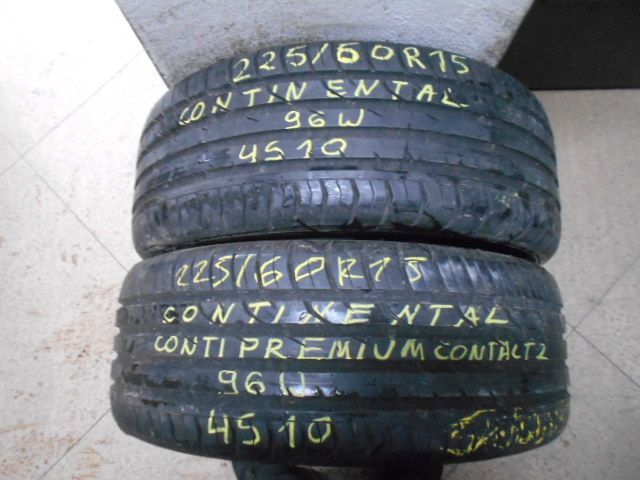 225/60R15
CONTINENTAL
96W
4510
225/60R15
CONTINENTAL
CONTIPREMIUMCONTACT2
96W
4510